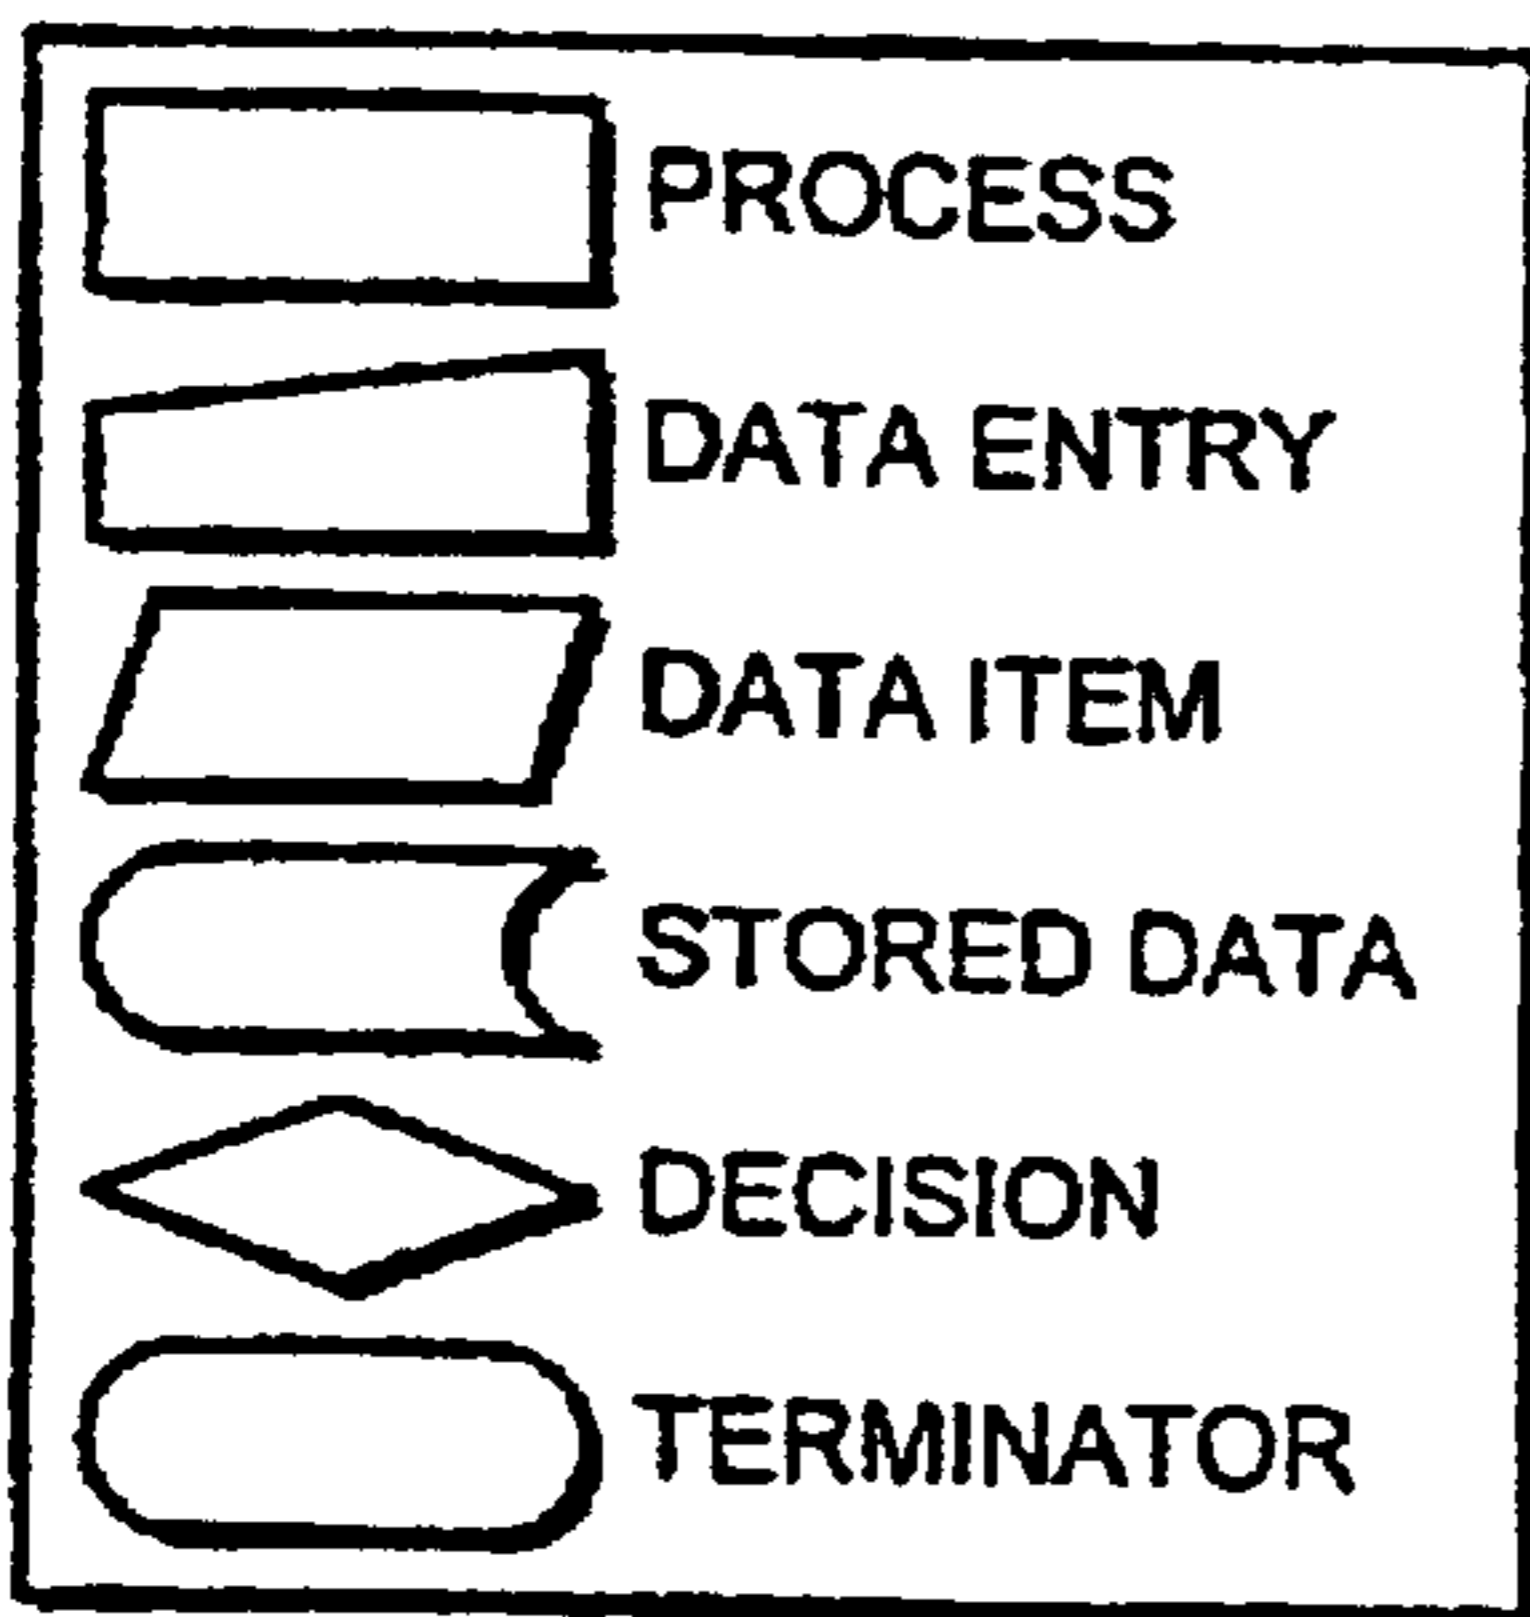 PROCESS
DATA ENTRY
DATA ITEM
STORED DATA
DECISION
TERMINATOR